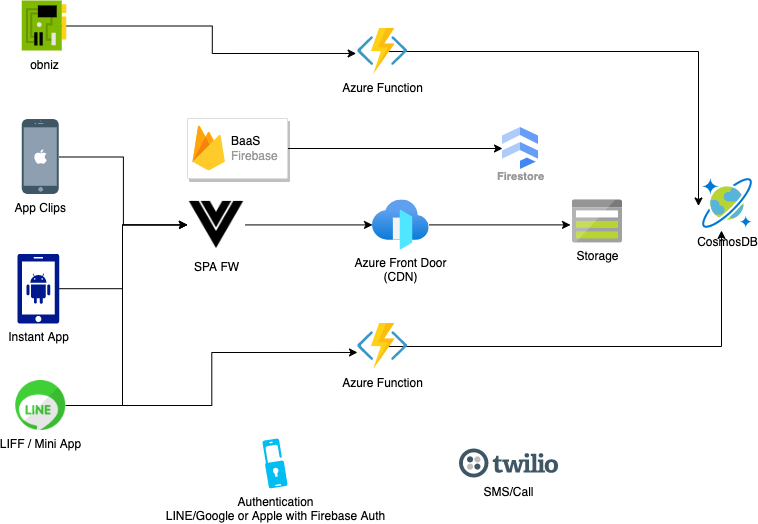 obniz
Azure Function
App Clips
BaaS
Firebase
Firestore
SPA FW
Azure Front Door
(CDN)
Storage
CosmosDB
Instant App
Azure Function
LINE
LIFF / Mini App
Authentication
LINE/Google or Apple with Firebase Auth
twilio
SMS/Call